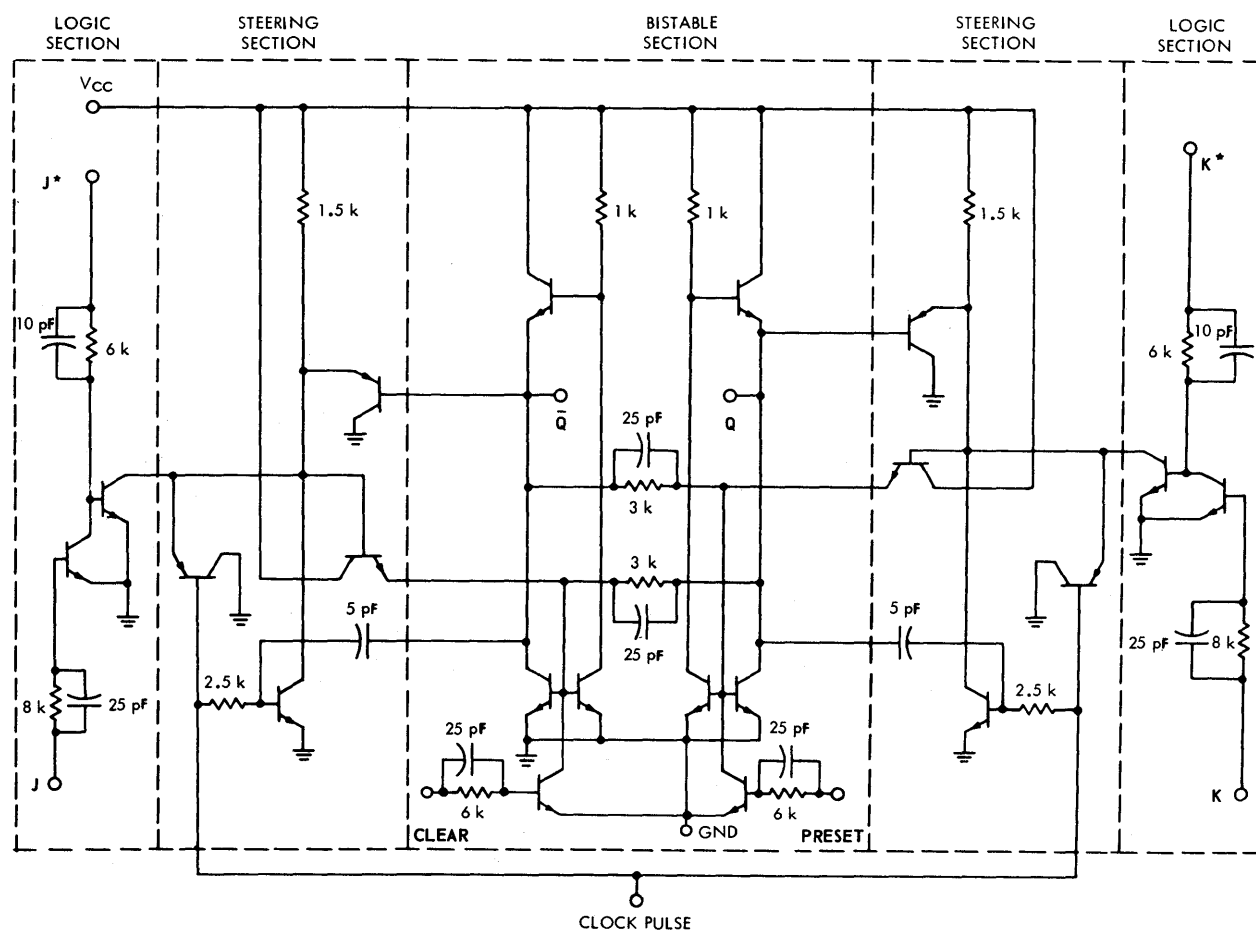 LOGIC SECTION
STEERING SECTION
BISTABLE SECTION
STEERING SECTION
LOGIC SECTION
VCC
J*
K*
1.5 k
1 k
1 k
1.5 k
10 pF
6 k
6 k
10 pF
Q̄
Q
25 pF
3 k
3 k
25 pF
5 pF
5 pF
2.5 k
2.5 k
8 k
25 pF
25 pF
8 k
25 pF
6 k
25 pF
6 k
J
K
CLEAR
GND
PRESET
CLOCK PULSE